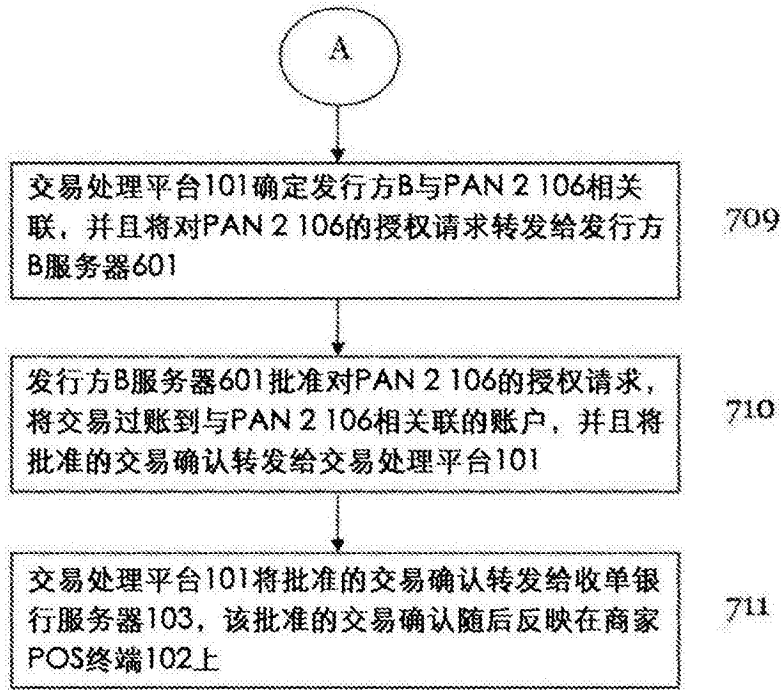 A
交易处理平台101确定发行方B与PAN 2 106相关
联，并且将对PAN 2 106的授权请求转发给发行方
B服务器601
709
发行方B服务器601批准对PAN 2 106的授权请求，
将交易过账到与PAN 2 106相关联的账户，并且将
批准的交易确认转发给交易处理平台101
710
交易处理平台101将批准的交易确认转发给收单银
行服务器103，该批准的交易确认随后反映在商家
POS终端102上
711